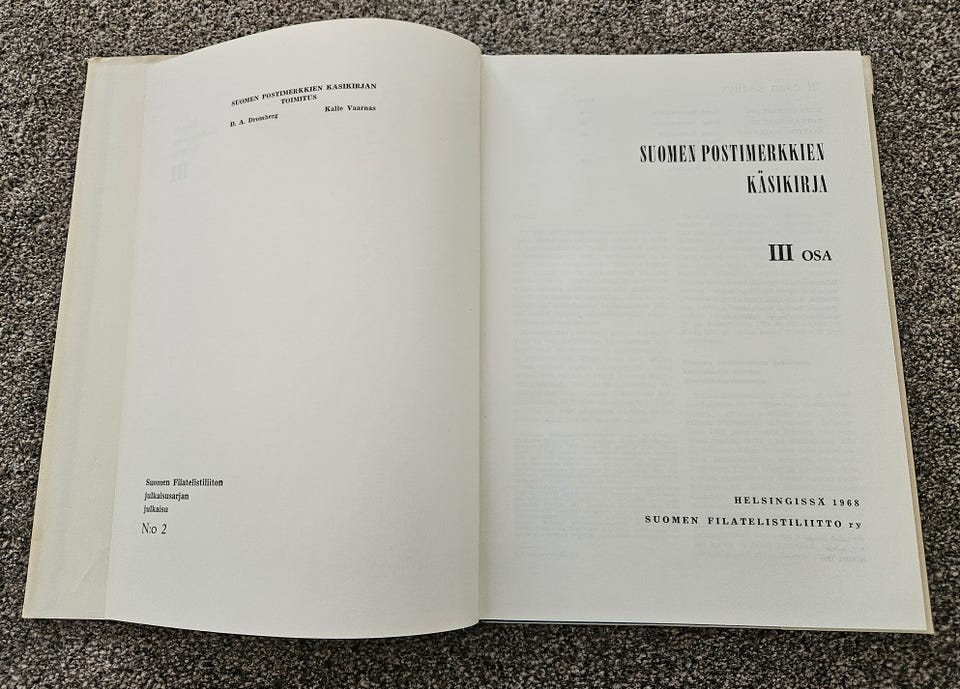 SUOMEN POSTIMERKKIEN KÄSIKIRJAN
TOIMITUS
D. A. Dromberg Kalle Vaarnas
Suomen Filatelistiliiton
julkaisusarjan
julkaisu
N:o 2
SUOMEN POSTIMERKKIEN
KÄSIKIRJA
III OSA
HELSINGISSÄ 1968
SUOMEN FILATELISTILIITTO ry